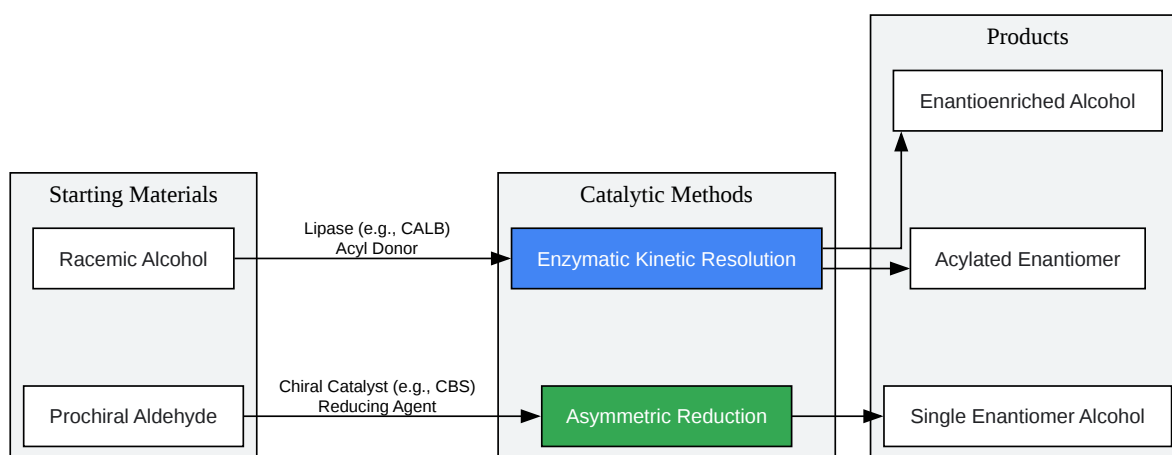 Products
Enantioenriched Alcohol
Starting Materials
Catalytic Methods
Lipase (e.g., CALB)
Acyl Donor
Racemic Alcohol
Enzymatic Kinetic Resolution
Acylated Enantiomer
Chiral Catalyst (e.g., CBS)
Reducing Agent
Prochiral Aldehyde
Asymmetric Reduction
Single Enantiomer Alcohol